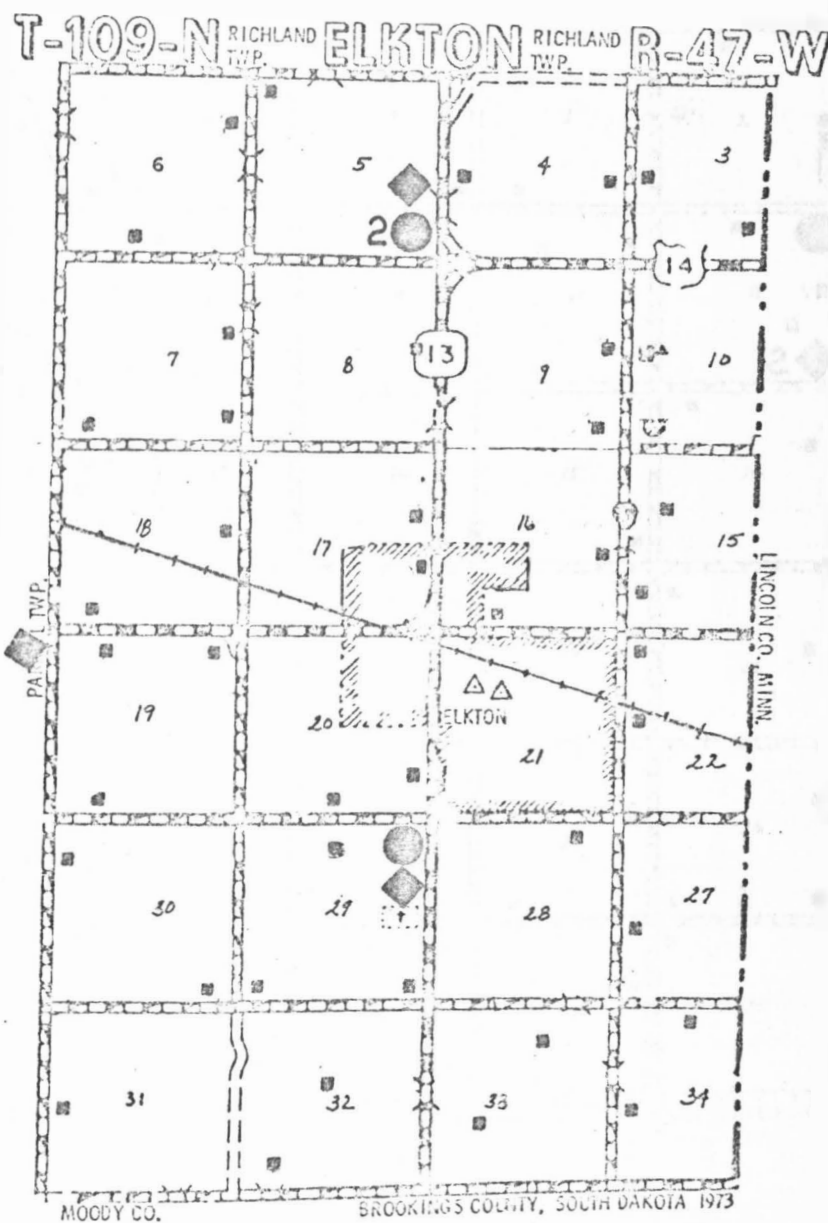 T-109-N RICHLAND TWP. ELKTON RICHLAND TWP. R-47-W
6 5 4 3
2
14
7 8 13 9 10
18 17 16 15
TWP.
LINCOLN CO., MINN.
19 20 ELKTON 21 22
30 29 28 27
31 32 33 34
MOODY CO. BROOKINGS COUNTY, SOUTH DAKOTA 1973